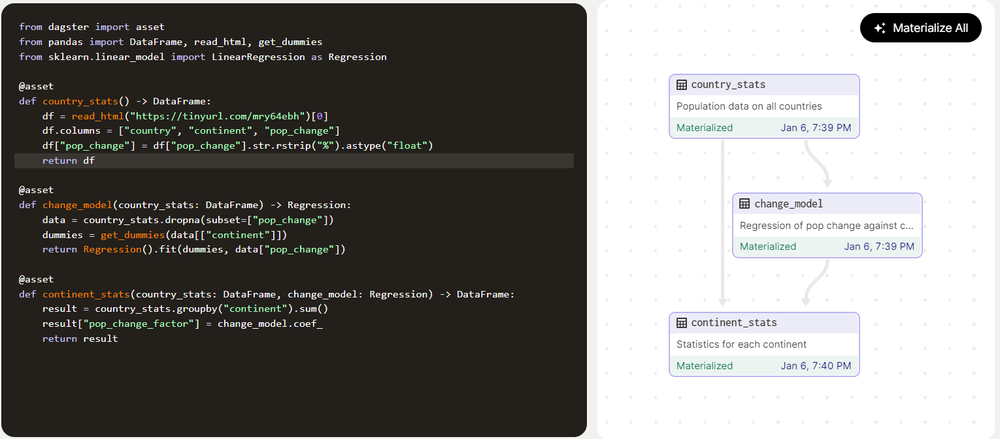 from dagster import asset
from pandas import DataFrame, read_html, get_dummies
from sklearn.linear_model import LinearRegression as Regression
@asset
def country_stats() -> DataFrame:
    df = read_html("https://tinyurl.com/mry64ebh")[0]
    df.columns = ["country", "continent", "pop_change"]
    df["pop_change"] = df["pop_change"].str.rstrip("%").astype("float")
    return df
@asset
def change_model(country_stats: DataFrame) -> Regression:
    data = country_stats.dropna(subset=["pop_change"])
    dummies = get_dummies(data[["continent"]])
    return Regression().fit(dummies, data["pop_change"])
@asset
def continent_stats(country_stats: DataFrame, change_model: Regression) -> DataFrame:
    result = country_stats.groupby("continent").sum()
    result["pop_change_factor"] = change_model.coef_
    return result
Materialize All
country_stats
Population data on all countries
Materialized Jan 6, 7:39 PM
change_model
Regression of pop change against c...
Materialized Jan 6, 7:39 PM
continent_stats
Statistics for each continent
Materialized Jan 6, 7:40 PM